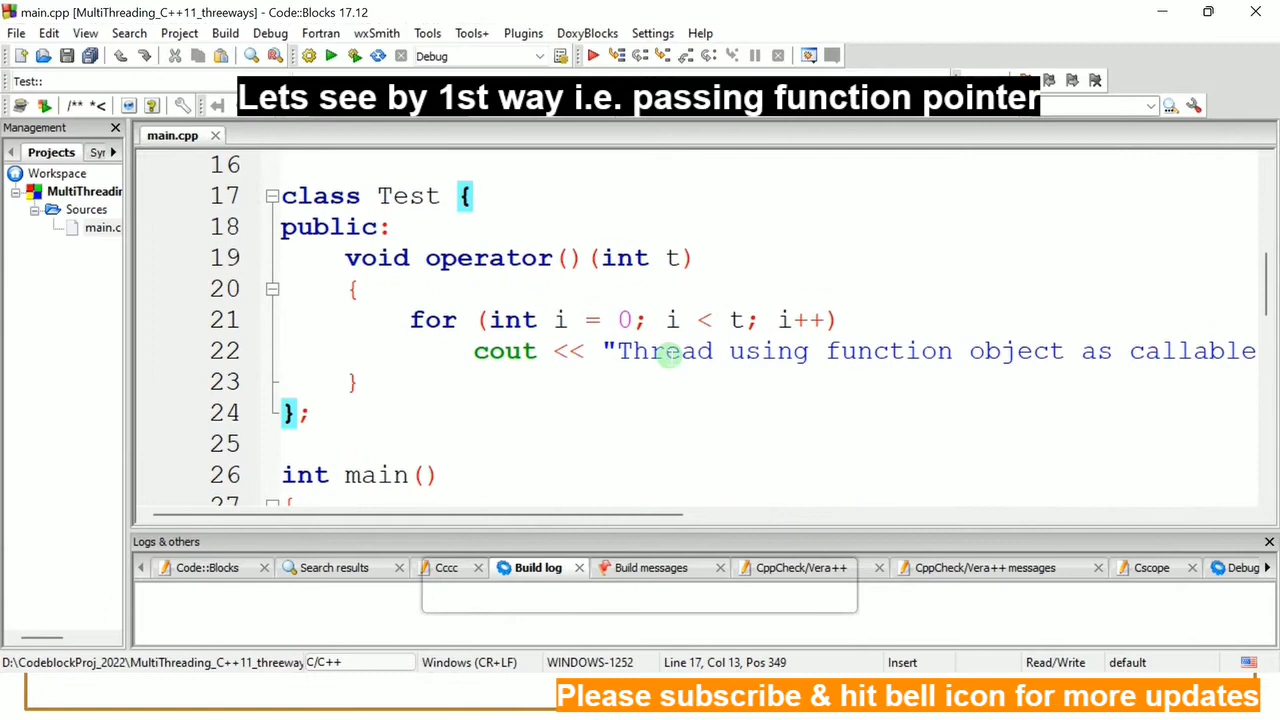 main.cpp [MultiThreading_C++11_threeways] - Code::Blocks 17.12
File Edit View Search Project Build Debug Fortran wxSmith Tools Tools+ Plugins DoxyBlocks Settings Help
Debug
Test::
/** *<
Lets see by 1st way i.e. passing function pointer
Management
main.cpp
Projects Syr
Workspace
MultiThreadin
Sources
main.c
16
17 class Test {
18 public:
19 void operator()(int t)
20 {
21 for (int i = 0; i < t; i++)
22 cout << "Thread using function object as callable
23 }
24 };
25
26 int main()
27 {
Logs & others
Code::Blocks Search results Cccc Build log Build messages CppCheck/Vera++ CppCheck/Vera++ messages Cscope Debug
D:\CodeblockProj_2022\MultiThreading_C++11_threeway C/C++ Windows (CR+LF) WINDOWS-1252 Line 17, Col 13, Pos 349 Insert Read/Write default
Please subscribe & hit bell icon for more updates